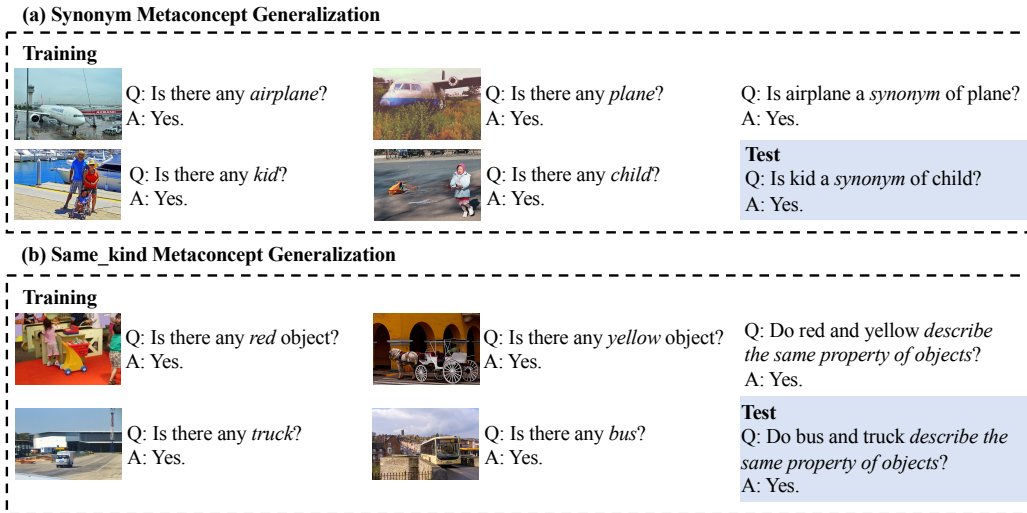 (a) Synonym Metaconcept Generalization
Training
Q: Is there any airplane?
A: Yes.
Q: Is there any plane?
A: Yes.
Q: Is airplane a synonym of plane?
A: Yes.
Q: Is there any kid?
A: Yes.
Q: Is there any child?
A: Yes.
Test
Q: Is kid a synonym of child?
A: Yes.
(b) Same_kind Metaconcept Generalization
Training
Q: Is there any red object?
A: Yes.
Q: Is there any yellow object?
A: Yes.
Q: Do red and yellow describe
the same property of objects?
A: Yes.
Q: Is there any truck?
A: Yes.
Q: Is there any bus?
A: Yes.
Test
Q: Do bus and truck describe the
same property of objects?
A: Yes.